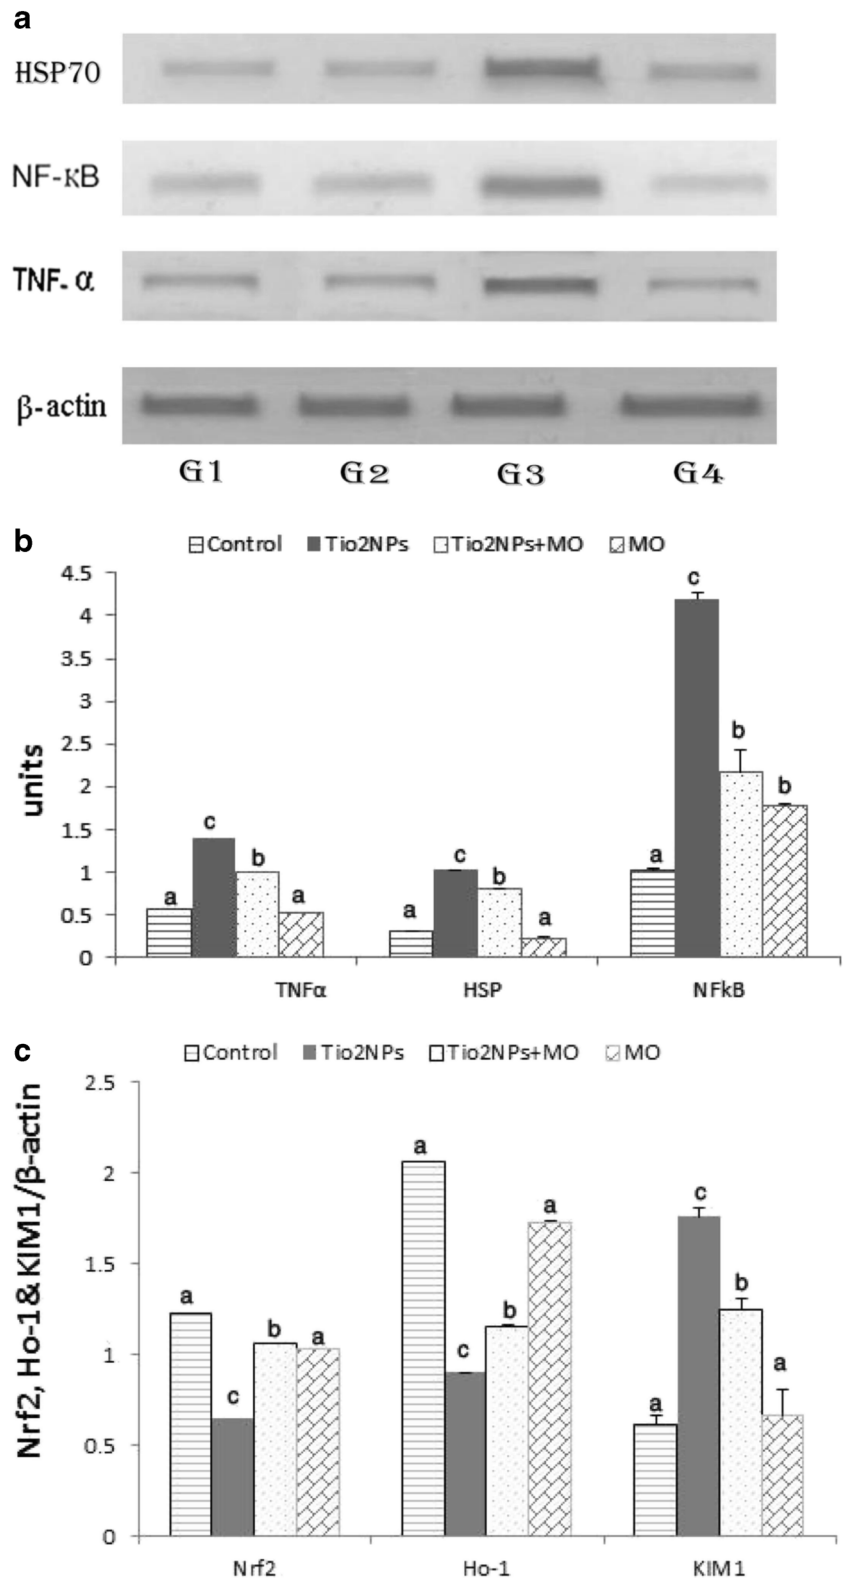 a
HSP70
NF-κB
TNF- α
β-actin
G1 G2 G3 G4
b
Control Tio2NPs Tio2NPs+MO MO
units
4.5
4
3.5
3
2.5
2
1.5
1
0.5
0
a c b a
a c b a
a c b b
TNFα HSP NFkB
c
Control Tio2NPs Tio2NPs+MO MO
Nrf2, Ho-1& KIM1/β-actin
2.5
2
1.5
1
0.5
0
a c b a
a c b a
a c b a
Nrf2 Ho-1 KIM1